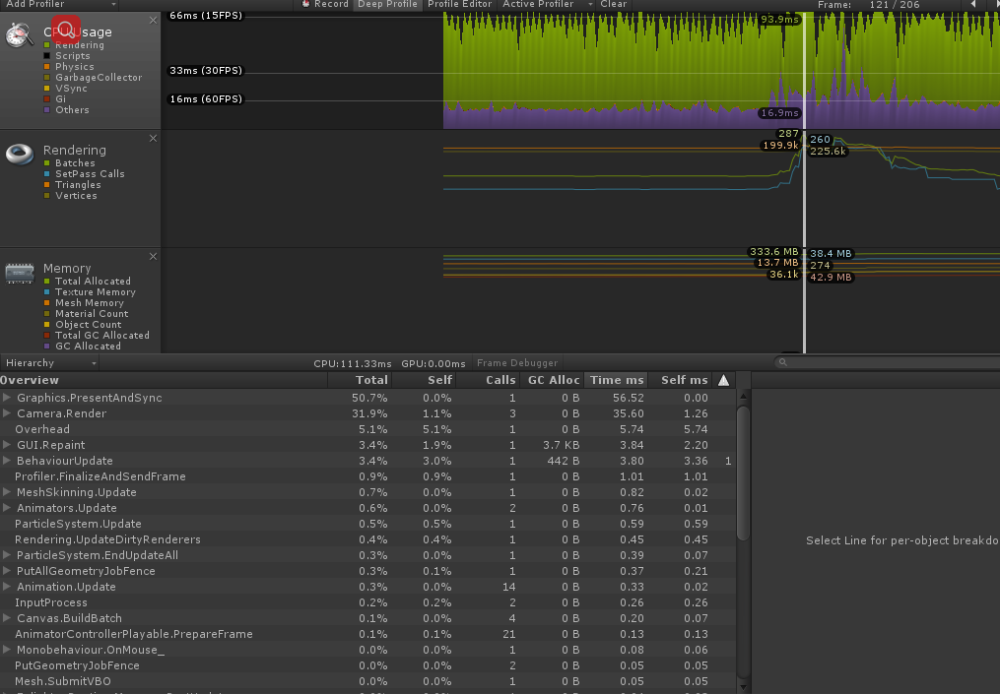 Add Profiler Record Deep Profile Profile Editor Active Profiler Clear Frame: 121 / 206
CPU Usage
Rendering
Scripts
Physics
GarbageCollector
VSync
Gi
Others
66ms (15FPS)
33ms (30FPS)
16ms (60FPS)
93.9ms
16.9ms
Rendering
Batches
SetPass Calls
Triangles
Vertices
287
260
199.9k
225.6k
Memory
Total Allocated
Texture Memory
Mesh Memory
Material Count
Object Count
Total GC Allocated
GC Allocated
333.6 MB
38.4 MB
13.7 MB
274
36.1k
42.9 MB
Hierarchy CPU:111.33ms GPU:0.00ms Frame Debugger
Overview Total Self Calls GC Alloc Time ms Self ms
Graphics.PresentAndSync 50.7% 0.0% 1 0 B 56.52 0.00
Camera.Render 31.9% 1.1% 3 0 B 35.60 1.26
Overhead 5.1% 5.1% 1 0 B 5.74 5.74
GUI.Repaint 3.4% 1.9% 1 3.7 KB 3.84 2.20
BehaviourUpdate 3.4% 3.0% 1 442 B 3.80 3.36 1
Profiler.FinalizeAndSendFrame 0.9% 0.9% 1 0 B 1.01 1.01
MeshSkinning.Update 0.7% 0.0% 1 0 B 0.82 0.02
Animators.Update 0.6% 0.0% 2 0 B 0.76 0.01
ParticleSystem.Update 0.5% 0.5% 1 0 B 0.59 0.59
Rendering.UpdateDirtyRenderers 0.4% 0.4% 1 0 B 0.45 0.45
ParticleSystem.EndUpdateAll 0.3% 0.0% 1 0 B 0.39 0.07
PutAllGeometryJobFence 0.3% 0.1% 1 0 B 0.37 0.21
Animation.Update 0.3% 0.0% 14 0 B 0.33 0.02
InputProcess 0.2% 0.2% 2 0 B 0.26 0.26
Canvas.BuildBatch 0.1% 0.0% 4 0 B 0.20 0.07
AnimatorControllerPlayable.PrepareFrame 0.1% 0.1% 21 0 B 0.13 0.13
Monobehaviour.OnMouse_ 0.0% 0.0% 1 0 B 0.08 0.06
PutGeometryJobFence 0.0% 0.0% 2 0 B 0.05 0.05
Mesh.SubmitVBO 0.0% 0.0% 1 0 B 0.05 0.05
Select Line for per-object breakdo